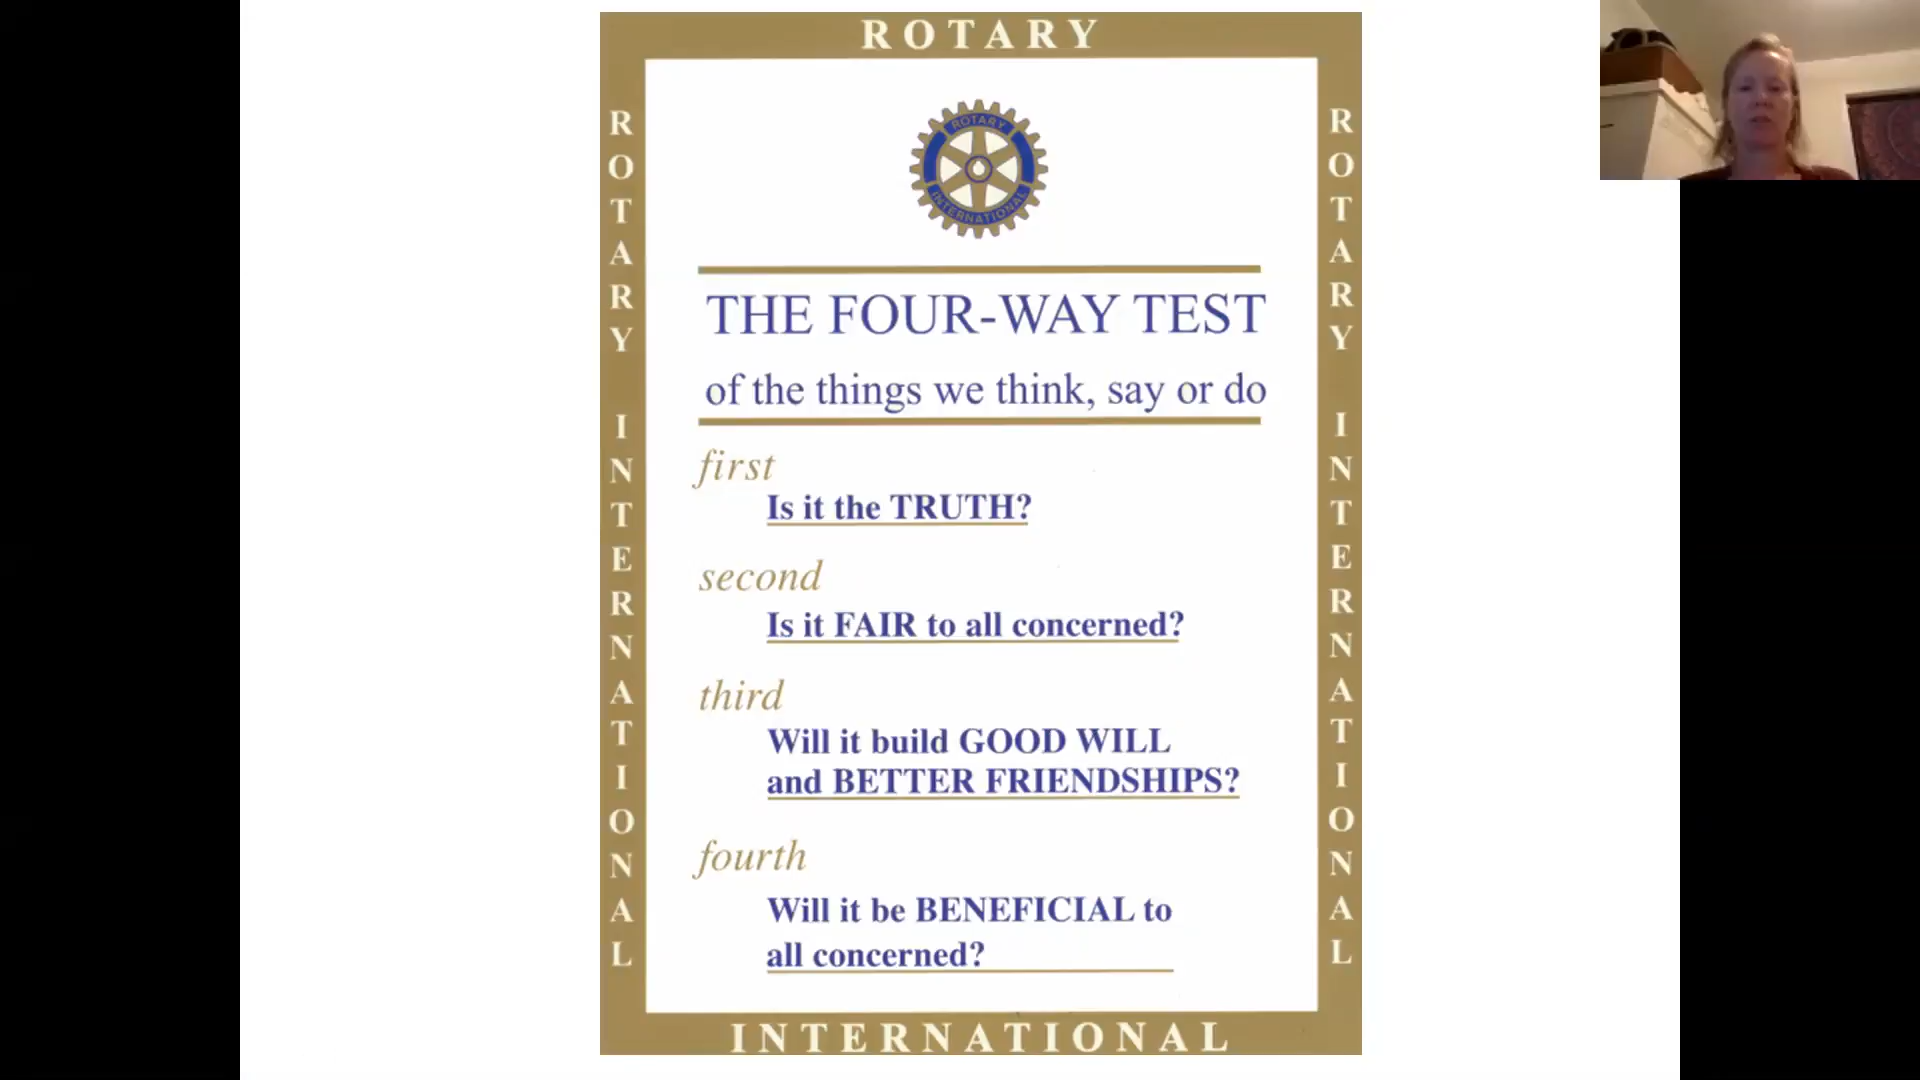 ROTARY
ROTARY INTERNATIONAL
ROTARY INTERNATIONAL
ROTARY
INTERNATIONAL
THE FOUR-WAY TEST
of the things we think, say or do
first
Is it the TRUTH?
second
Is it FAIR to all concerned?
third
Will it build GOOD WILL
and BETTER FRIENDSHIPS?
fourth
Will it be BENEFICIAL to
all concerned?
INTERNATIONAL